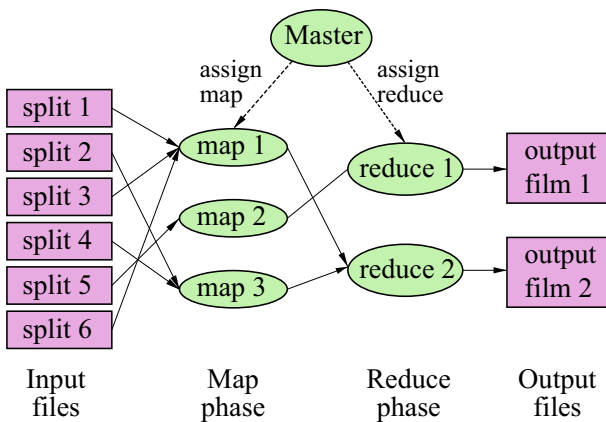 Master
assign
map
assign
reduce
split 1
split 2
split 3
split 4
split 5
split 6
map 1
map 2
map 3
reduce 1
reduce 2
output
film 1
output
film 2
Input
files
Map
phase
Reduce
phase
Output
files